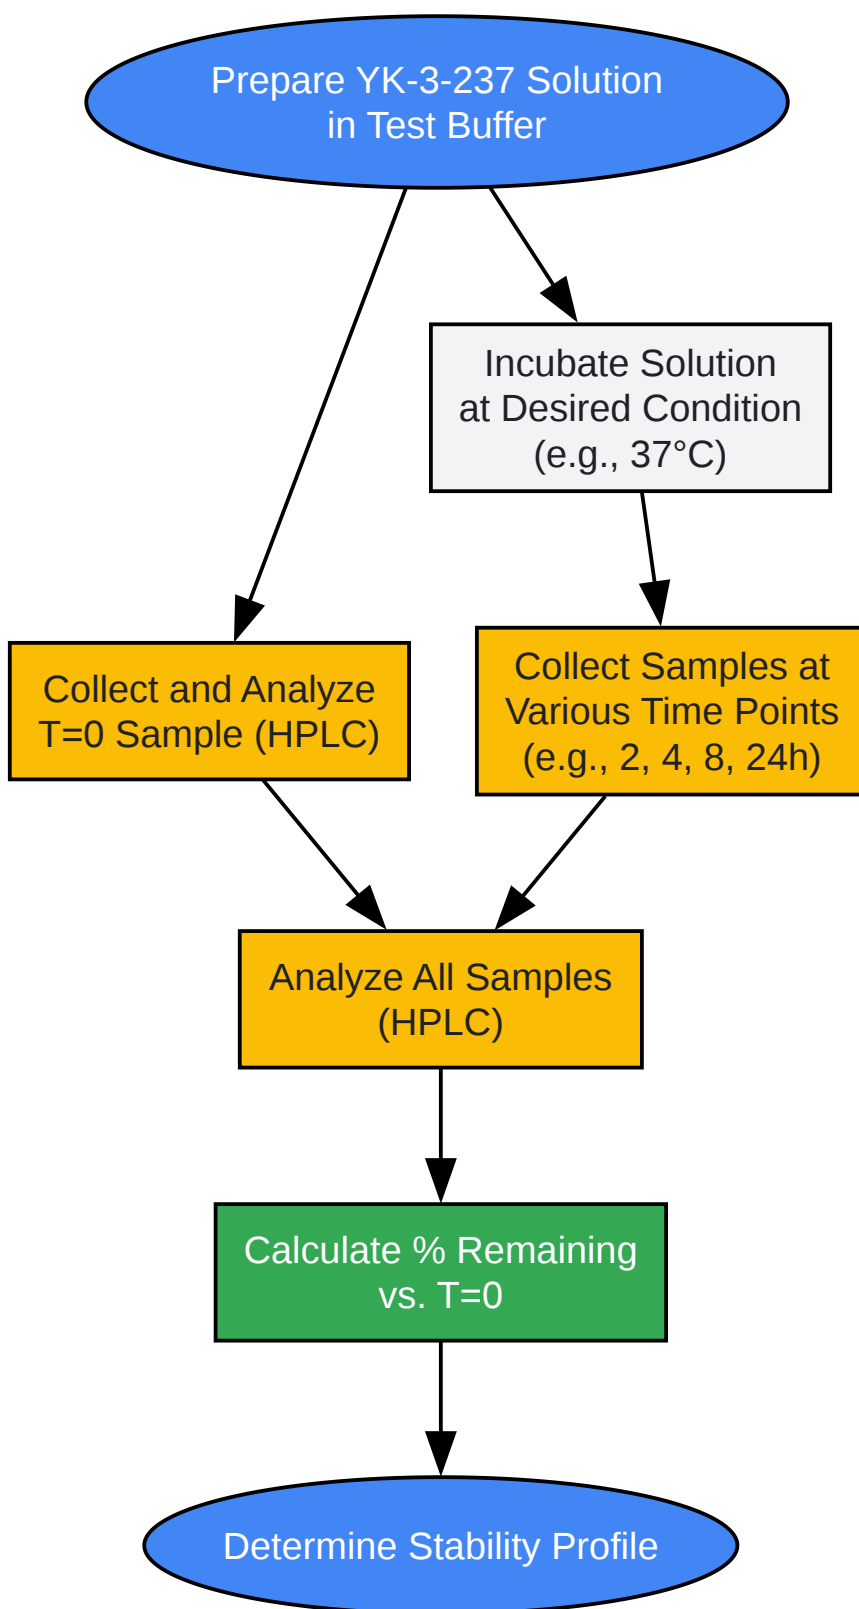 Prepare YK-3-237 Solution
in Test Buffer
Incubate Solution
at Desired Condition
(e.g., 37°C)
Collect and Analyze
T=0 Sample (HPLC)
Collect Samples at
Various Time Points
(e.g., 2, 4, 8, 24h)
Analyze All Samples
(HPLC)
Calculate % Remaining
vs. T=0
Determine Stability Profile